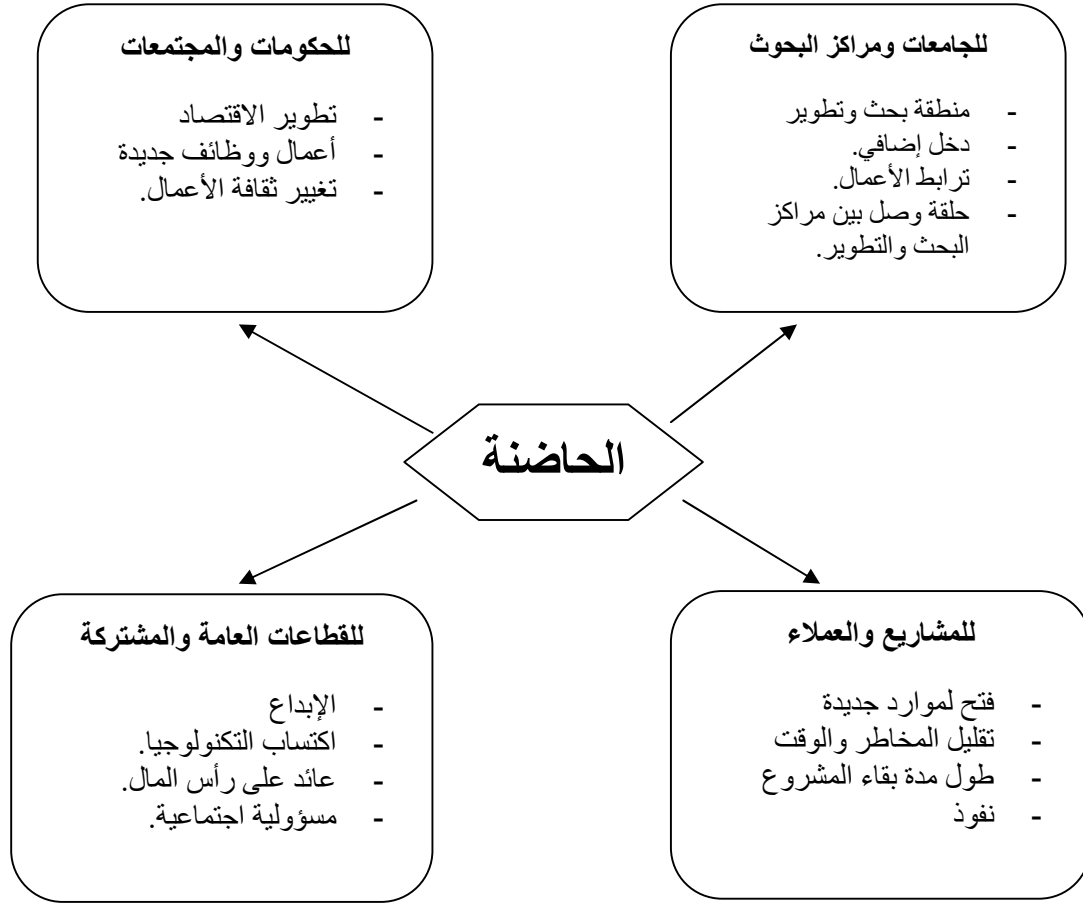 للجامعات ومراكز البحوث
- منطقة بحث وتطوير
- دخل إضافي.
- ترابط الأعمال.
- حلقة وصل بين مراكز
البحث والتطوير.
للحكومات والمجتمعات
- تطوير الاقتصاد
- أعمال ووظائف جديدة
- تغيير ثقافة الأعمال.
الحاضنة
للمشاريع والعملاء
- فتح لموارد جديدة
- تقليل المخاطر والوقت
- طول مدة بقاء المشروع
- نفوذ
للقطاعات العامة والمشتركة
- الإبداع
- اكتساب التكنولوجيا.
- عائد على رأس المال.
- مسؤولية اجتماعية.